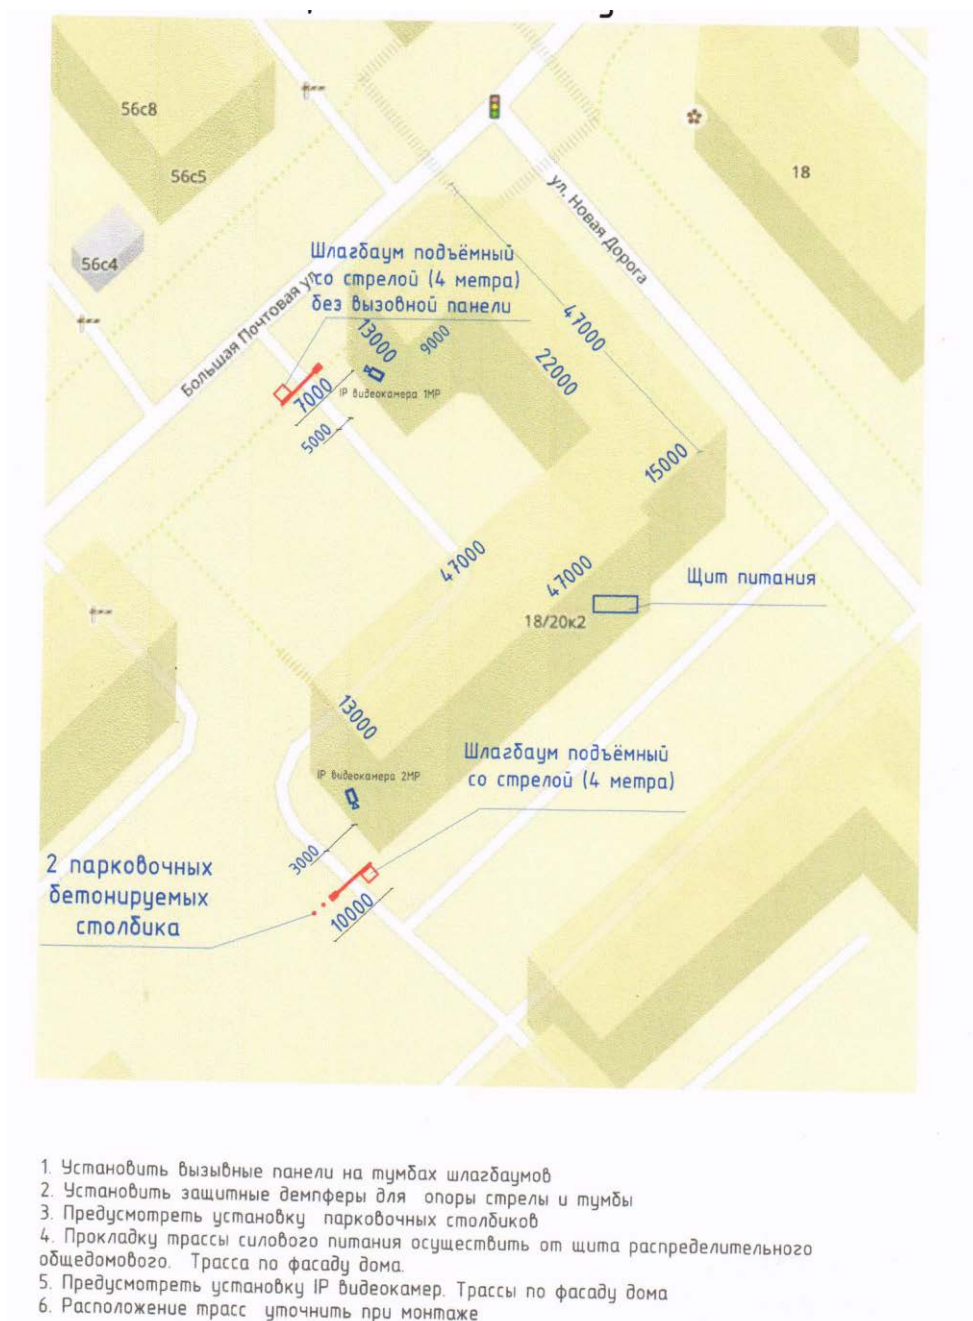 56с8
56с5
18
56с4
ул. Новая Дорога
Большая Почтовая ул.
Шлагбаум подъёмный
со стрелой (4 метра)
без вызовной панели
47000
13000
9000
22000
7000
IP видеокамера 1МР
5000
15000
47000
47000
Щит питания
18/20к2
13000
Шлагбаум подъёмный
со стрелой (4 метра)
IP видеокамера 2МР
3000
2 парковочных
бетонируемых
столбика
10000
1. Установить вызывные панели на тумбах шлагбаумов
2. Установить защитные демпферы для опоры стрелы и тумбы
3. Предусмотреть установку парковочных столбиков
4. Прокладку трассы силового питания осуществить от щита распределительного
общедомового. Трасса по фасаду дома.
5. Предусмотреть установку IP видеокамер. Трассы по фасаду дома
6. Расположение трасс уточнить при монтаже